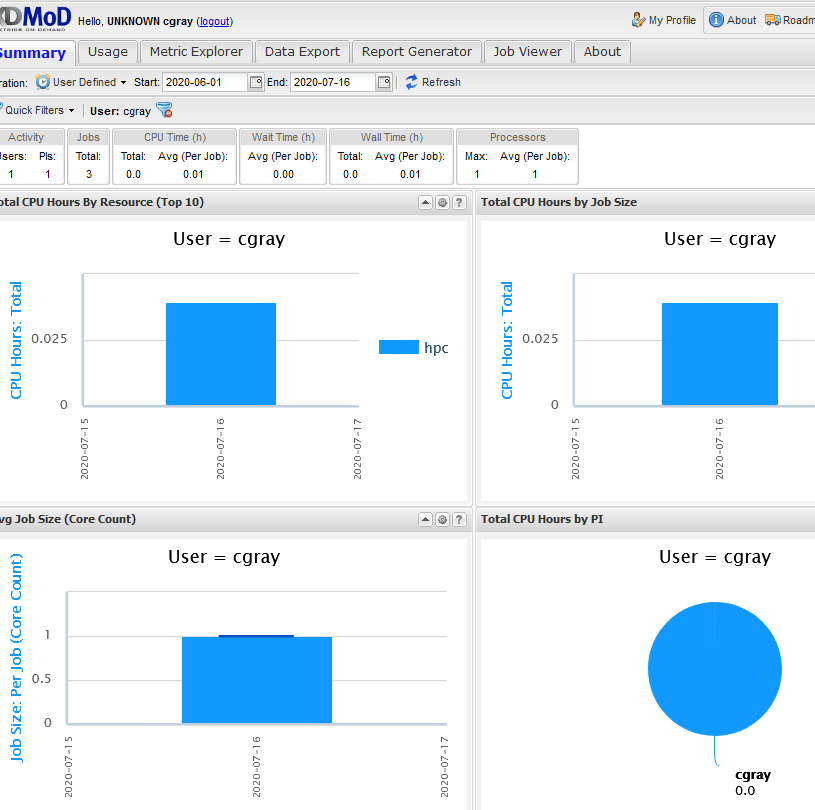 XDMoD
METRICS ON DEMAND
Hello, UNKNOWN cgray (logout)
My Profile
About
Roadm
Summary
Usage
Metric Explorer
Data Export
Report Generator
Job Viewer
About
ration:
User Defined
Start: 2020-06-01
End: 2020-07-16
Refresh
Quick Filters
User: cgray
Activity
Jobs
CPU Time (h)
Wait Time (h)
Wall Time (h)
Processors
Users: PIs:
Total:
Total: Avg (Per Job):
Avg (Per Job):
Total: Avg (Per Job):
Max: Avg (Per Job):
1 1
3
0.0 0.01
0.00
0.0 0.01
1 1
otal CPU Hours By Resource (Top 10)
?
User = cgray
CPU Hours: Total
0.025
0
2020-07-15
2020-07-16
2020-07-17
hpc
Total CPU Hours by Job Size
User = cgray
CPU Hours: Total
0.025
0
2020-07-15
2020-07-16
vg Job Size (Core Count)
?
User = cgray
Job Size: Per Job (Core Count)
1
0.5
0
2020-07-15
2020-07-16
2020-07-17
Total CPU Hours by PI
User = cgray
cgray
0.0